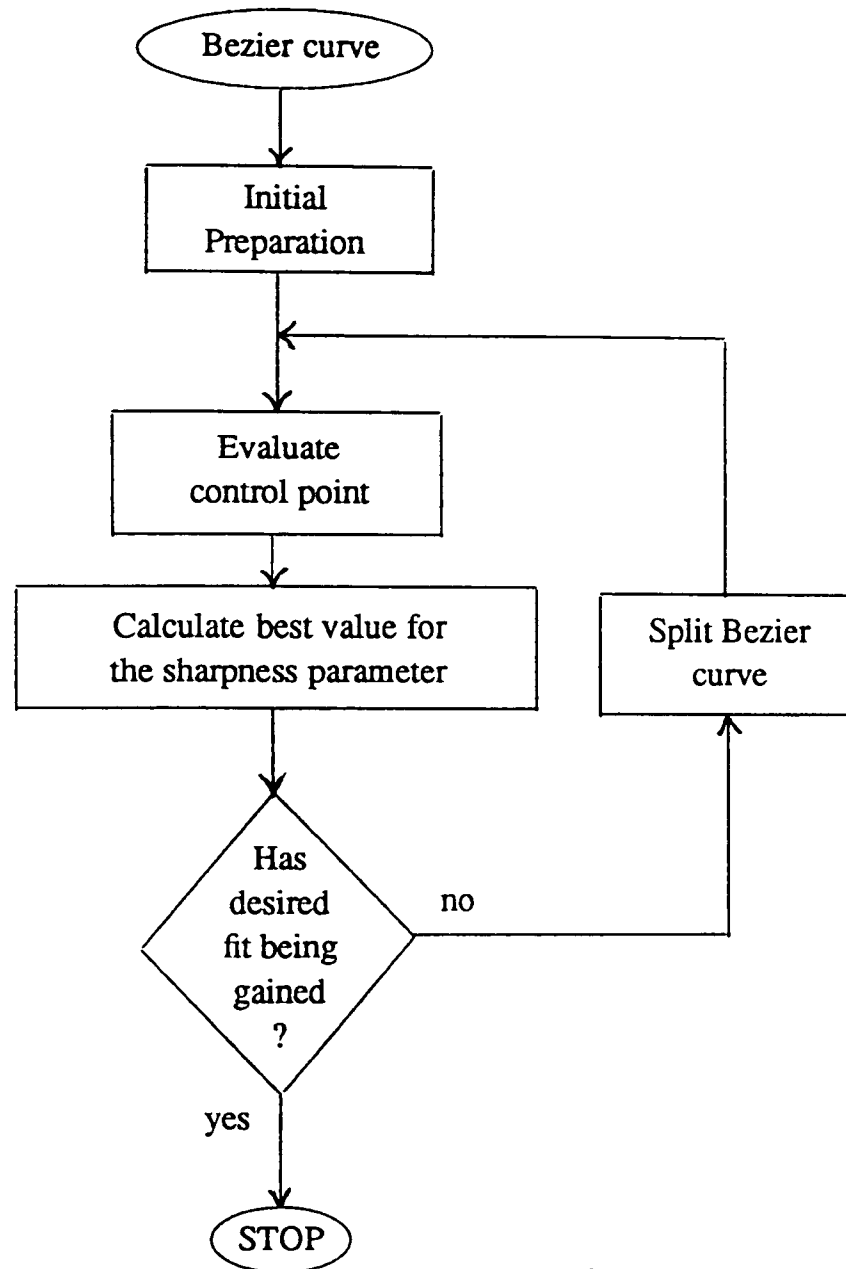 Bezier curve
Initial
Preparation
Evaluate
control point
Calculate best value for
the sharpness parameter
Split Bezier
curve
Has
desired
fit being
gained
?
no
yes
STOP